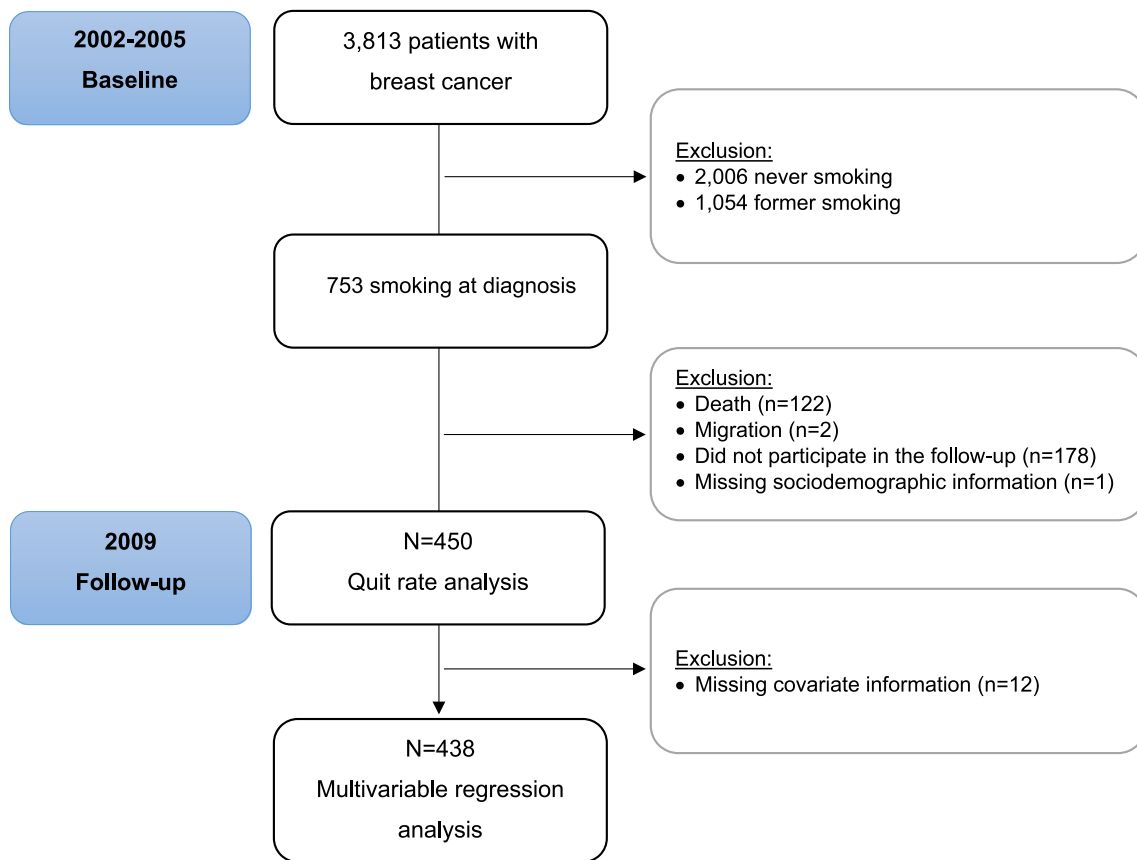 2002-2005
Baseline
3,813 patients with
breast cancer
Exclusion:
• 2,006 never smoking
• 1,054 former smoking
753 smoking at diagnosis
Exclusion:
• Death (n=122)
• Migration (n=2)
• Did not participate in the follow-up (n=178)
• Missing sociodemographic information (n=1)
2009
Follow-up
N=450
Quit rate analysis
Exclusion:
• Missing covariate information (n=12)
N=438
Multivariable regression
analysis